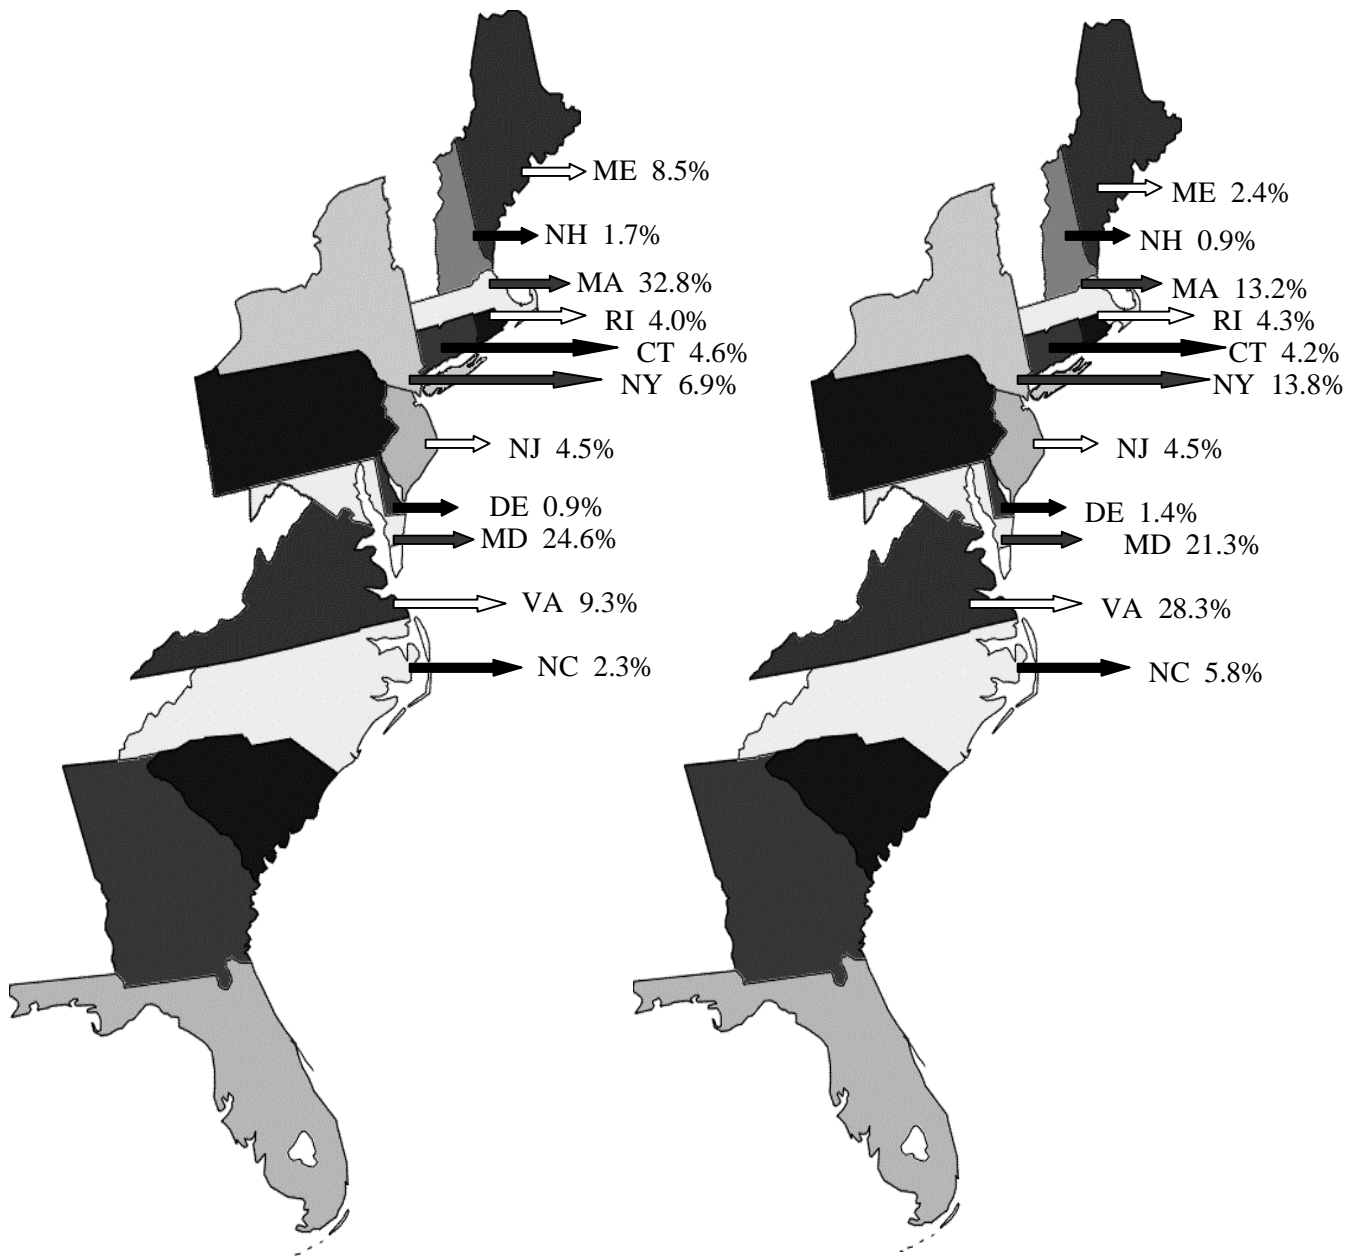 ME 8.5%
NH 1.7%
MA 32.8%
RI 4.0%
CT 4.6%
NY 6.9%
NJ 4.5%
DE 0.9%
MD 24.6%
VA 9.3%
NC 2.3%
ME 2.4%
NH 0.9%
MA 13.2%
RI 4.3%
CT 4.2%
NY 13.8%
NJ 4.5%
DE 1.4%
MD 21.3%
VA 28.3%
NC 5.8%